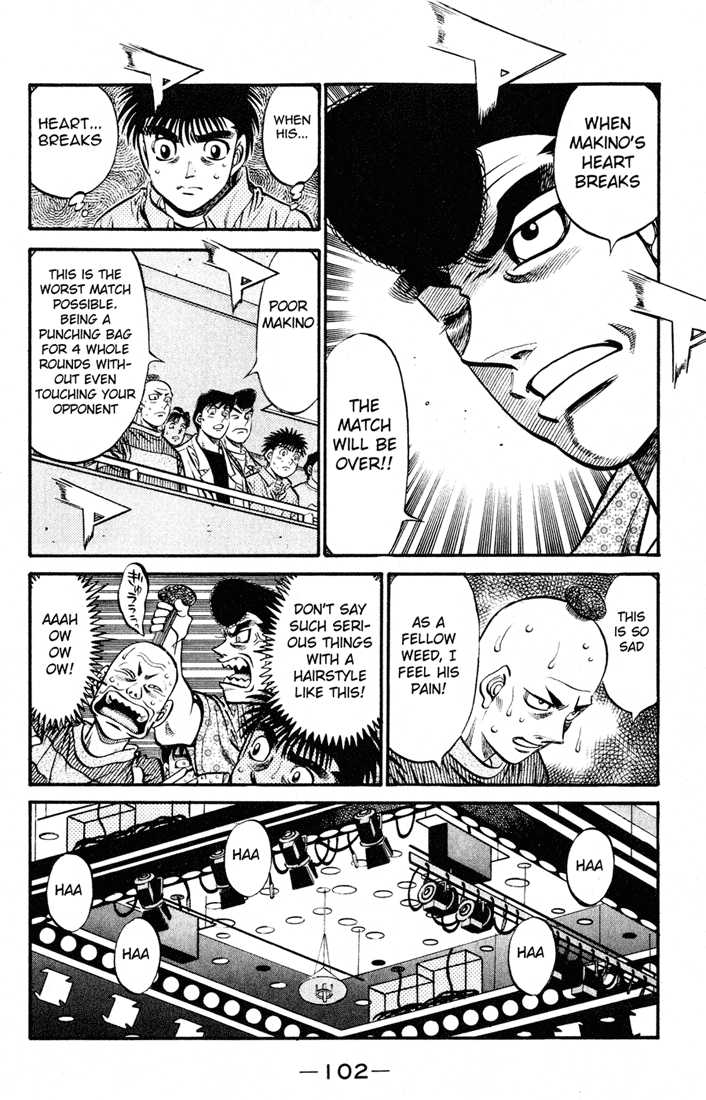 WHEN
MAKINO'S
HEART
BREAKS
THE
MATCH
WILL BE
OVER!!
WHEN
HIS...
HEART...
BREAKS
POOR
MAKINO
THIS IS THE
WORST MATCH
POSSIBLE.
BEING A
PUNCHING BAG
FOR 4 WHOLE
ROUNDS WITH-
OUT EVEN
TOUCHING YOUR
OPPONENT
THIS
IS SO
SAD
AS A
FELLOW
WEED, I
FEEL HIS
PAIN!
DON'T SAY
SUCH SERI-
OUS THINGS
WITH A
HAIRSTYLE
LIKE THIS!
AAAH
OW
OW
OW!
HAA
HAA
HAA
HAA
HAA
HAA
—102—